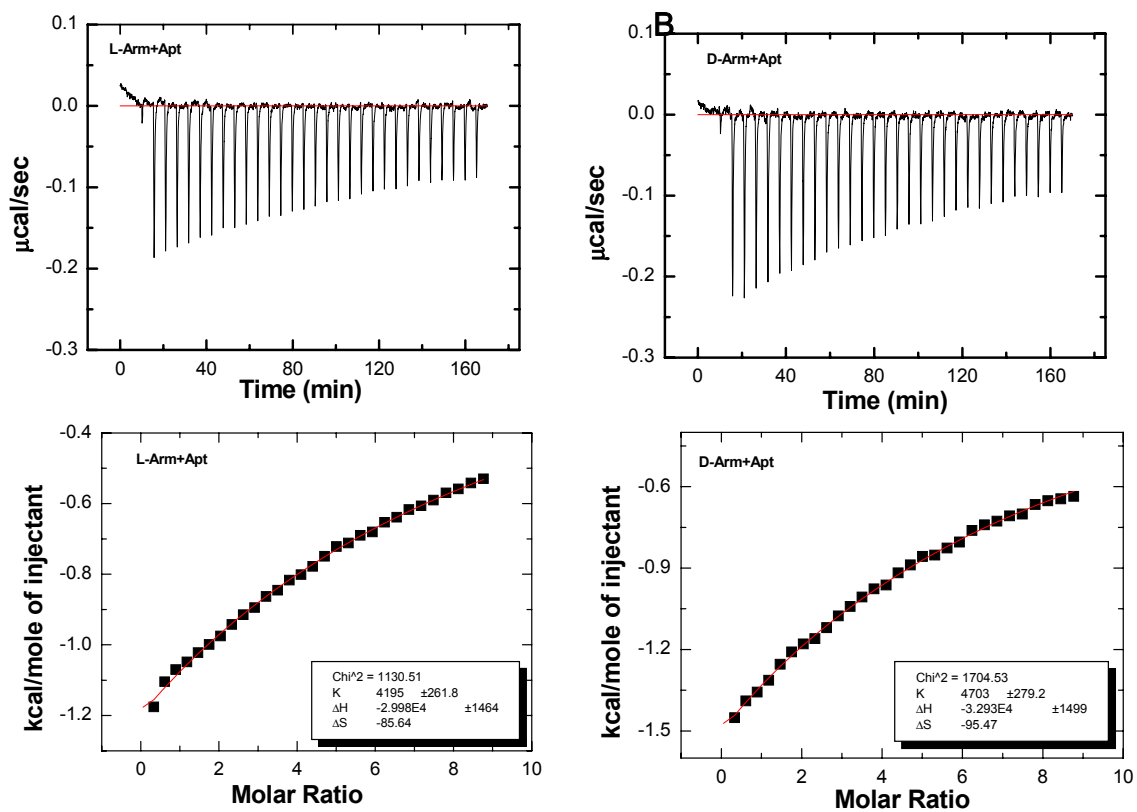 0.1
L-Arm+Apt
0.0
-0.1
-0.2
-0.3
µcal/sec
0 40 80 120 160
Time (min)
B
0.1
D-Arm+Apt
0.0
-0.1
-0.2
-0.3
µcal/sec
0 40 80 120 160
Time (min)
-0.4
L-Arm+Apt
-0.6
-0.8
-1.0
-1.2
kcal/mole of injectant
Chi^2 = 1130.51
K 4195 ±261.8
ΔH -2.998E4 ±1464
ΔS -85.64
0 2 4 6 8 10
Molar Ratio
D-Arm+Apt
-0.6
-0.9
-1.2
-1.5
kcal/mole of injectant
Chi^2 = 1704.53
K 4703 ±279.2
ΔH -3.293E4 ±1499
ΔS -95.47
0 2 4 6 8 10
Molar Ratio